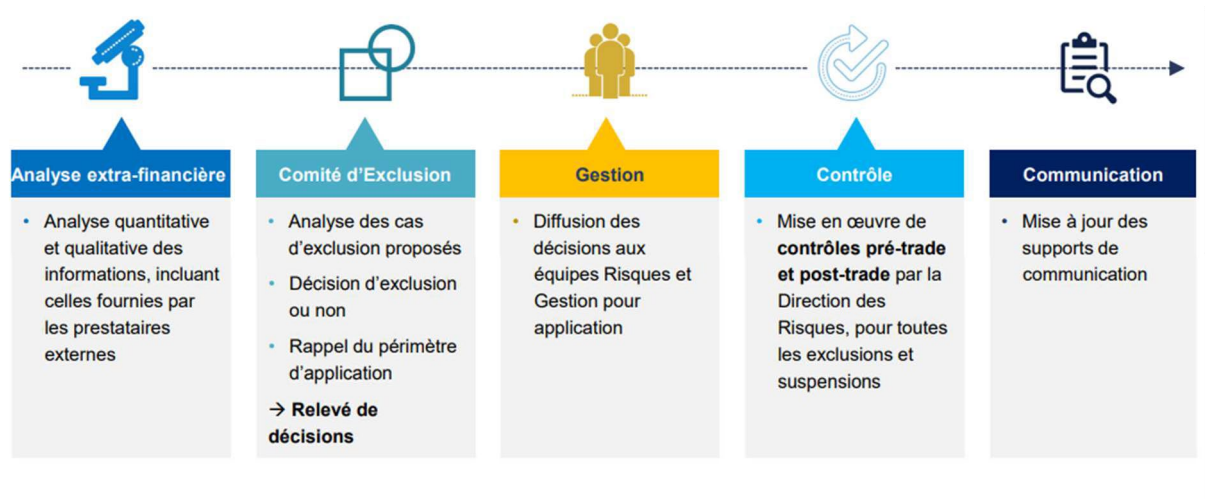 Analyse extra-financière
• Analyse quantitative
et qualitative des
informations, incluant
celles fournies par
les prestataires
externes
Comité d'Exclusion
• Analyse des cas
d'exclusion proposés
• Décision d'exclusion
ou non
• Rappel du périmètre
d'application
→ Relevé de
décisions
Gestion
• Diffusion des
décisions aux
équipes Risques et
Gestion pour
application
Contrôle
• Mise en œuvre de
contrôles pré-trade
et post-trade par la
Direction des
Risques, pour toutes
les exclusions et
suspensions
Communication
• Mise à jour des
supports de
communication